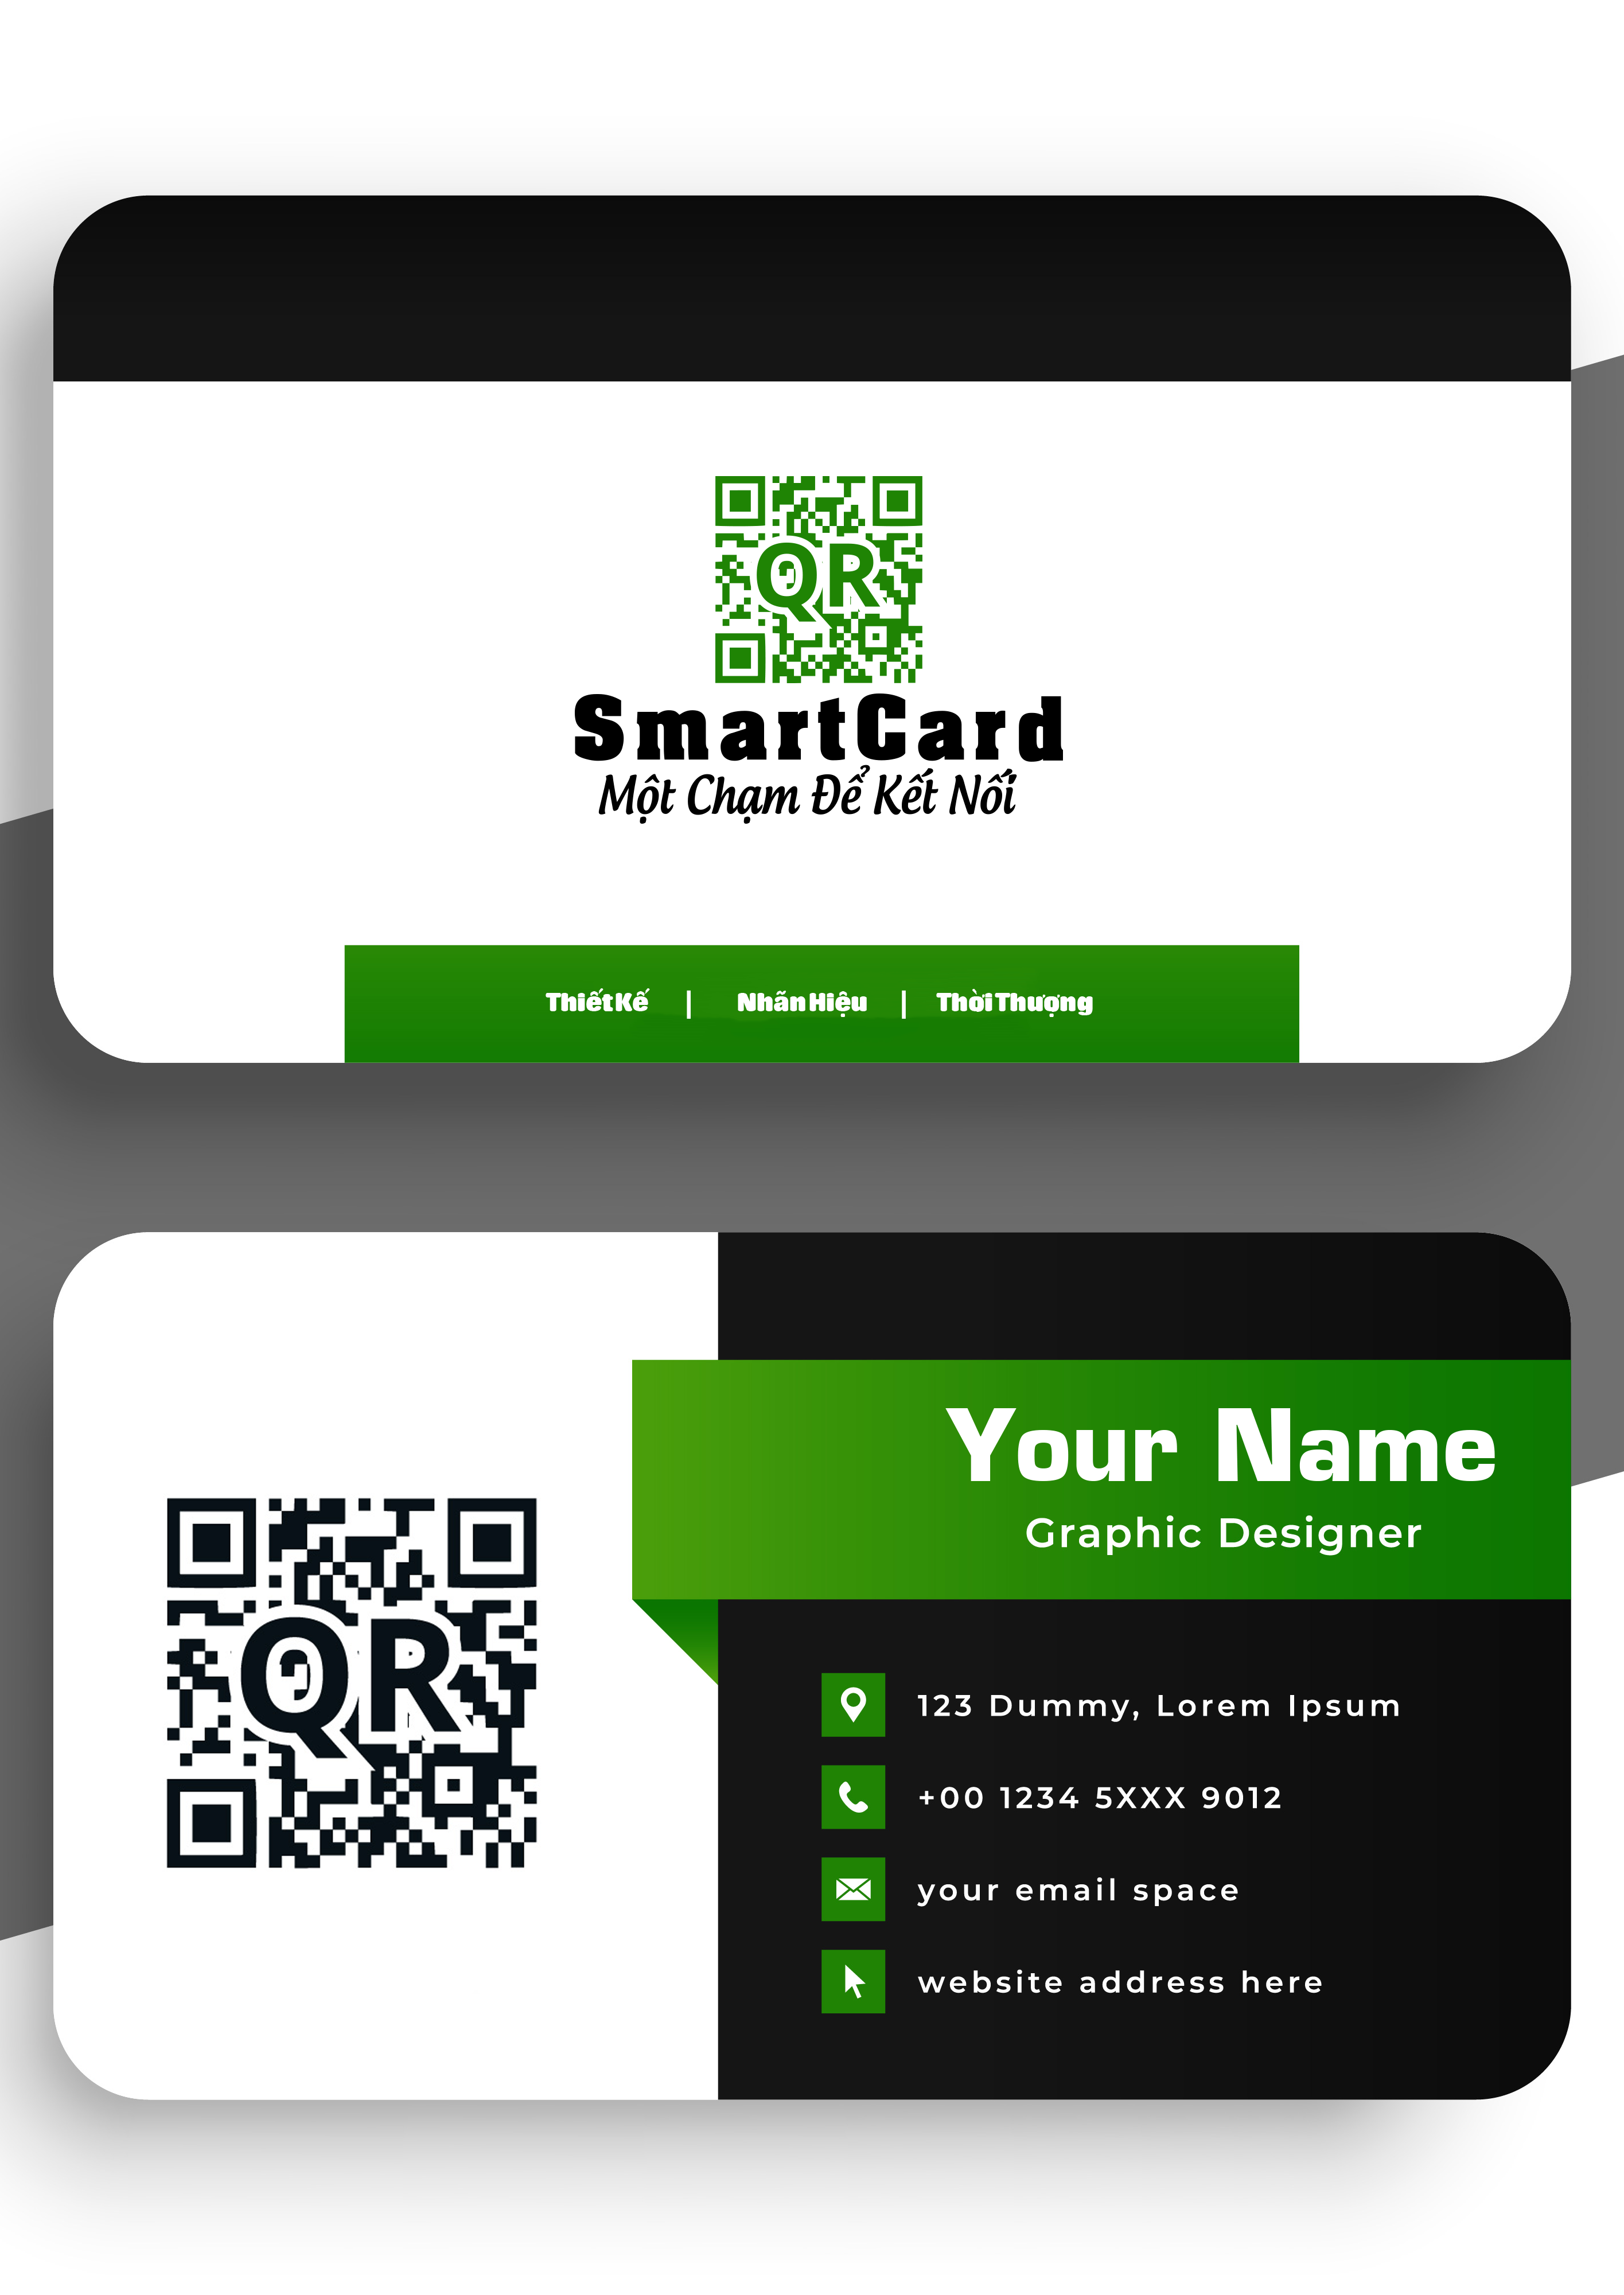 QR
SmartCard
Một Chạm Để Kết Nối
Thiết Kế | Nhãn Hiệu | Thời Thượng
Your Name
Graphic Designer
QR
123 Dummy, Lorem Ipsum
+00 1234 5XXX 9012
your email space
website address here